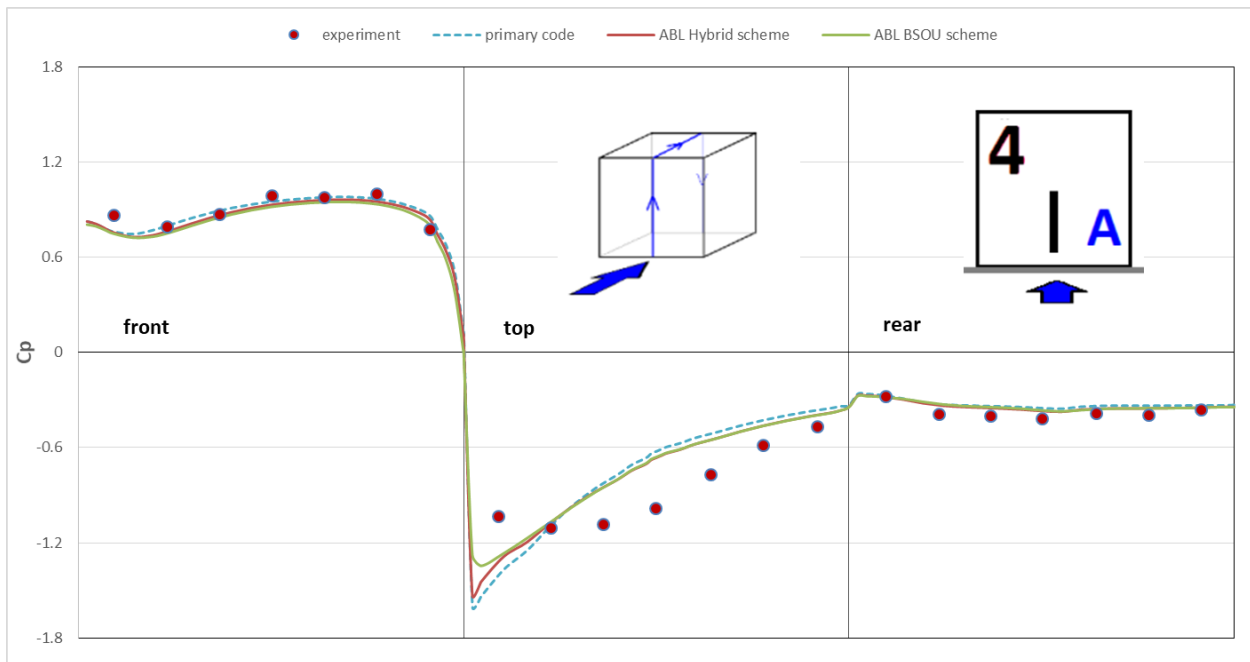 experiment primary code ABL Hybrid scheme ABL BSOU scheme
1.8
1.2
0.6
0
-0.6
-1.2
-1.8
Cp
front
top
rear
V
4
A